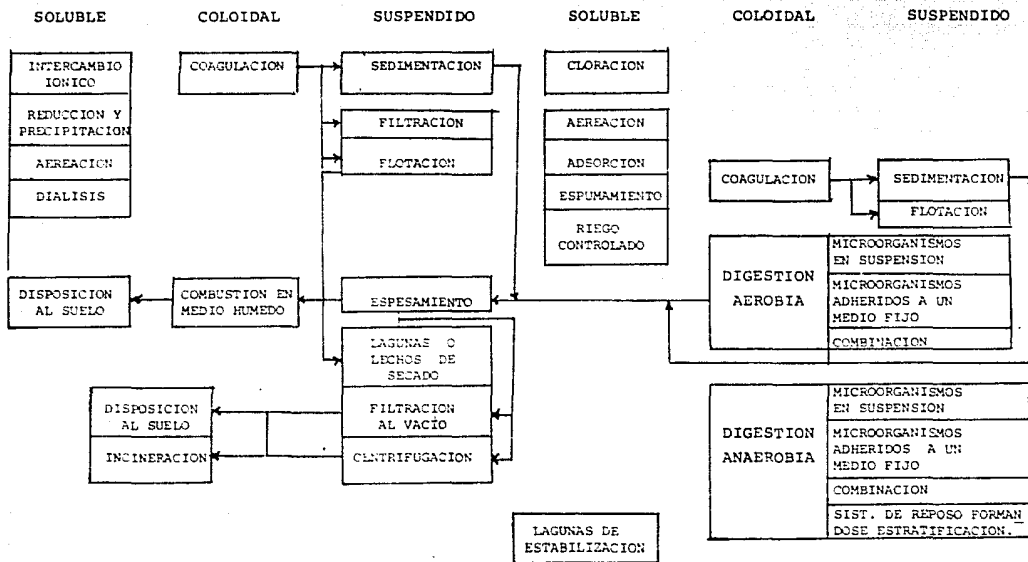 SOLUBLE COLOIDAL SUSPENDIDO SOLUBLE COLOIDAL SUSPENDIDO
INTERCAMBIO
IONICO
REDUCCION Y
PRECIPITACION
AEREACION
DIALISIS
COAGULACION
SEDIMENTACION
FILTRACION
FLOTACION
CLORACION
AEREACION
ADSORCION
ESPUMAMIENTO
RIEGO
CONTROLADO
COAGULACION
SEDIMENTACION
FLOTACION
DISPOSICION
AL SUELO
COMBUSTION EN
MEDIO HUMEDO
ESPESAMIENTO
DIGESTION
AEROBIA
MICROORGANISMOS
EN SUSPENSION
MICROORGANISMOS
ADHERIDOS A UN
MEDIO FIJO
COMBINACION
LAGUNAS O
LECHOS DE
SECADO
FILTRACION
AL VACIO
CENTRIFUGACION
DISPOSICION
AL SUELO
INCINERACION
DIGESTION
ANAEROBIA
MICROORGANISMOS
EN SUSPENSION
MICROORGANISMOS
ADHERIDOS A UN
MEDIO FIJO
COMBINACION
SIST. DE REPOSO FORMAN
DOSE ESTRATIFICACION.
LAGUNAS DE
ESTABILIZACION